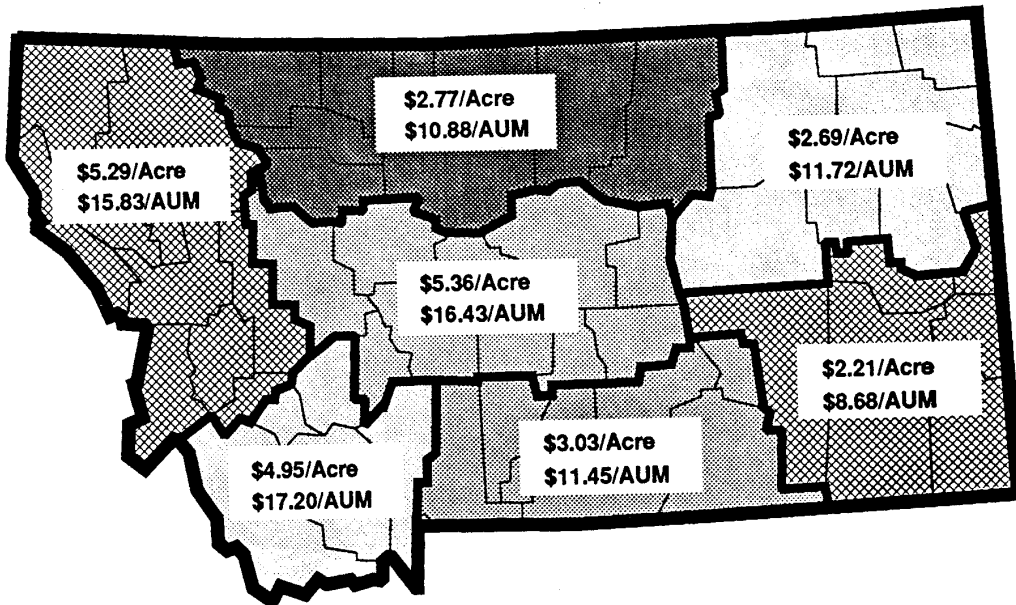 $2.77/Acre
$10.88/AUM
$2.69/Acre
$11.72/AUM
$5.29/Acre
$15.83/AUM
$5.36/Acre
$16.43/AUM
$2.21/Acre
$8.68/AUM
$3.03/Acre
$11.45/AUM
$4.95/Acre
$17.20/AUM